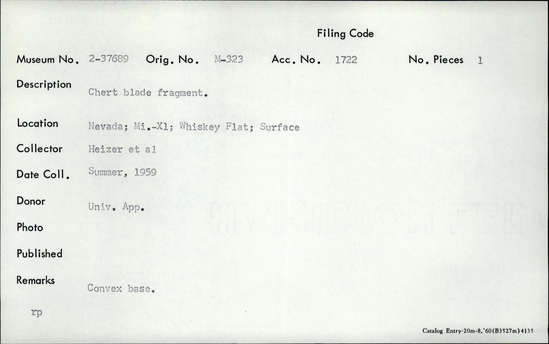 Filing Code
Museum No. 2-37689 Orig. No. M-323 Acc. No. 1722 No. Pieces 1
Description Chert blade fragment.
Location Nevada; Mi.-X1; Whiskey Flat; Surface
Collector Heizer et al
Date Coll. Summer, 1959
Donor Univ. App.
Photo
Published
Remarks Convex base.
rp
Catalog Entry-20m-8,'60(B)527m)4135